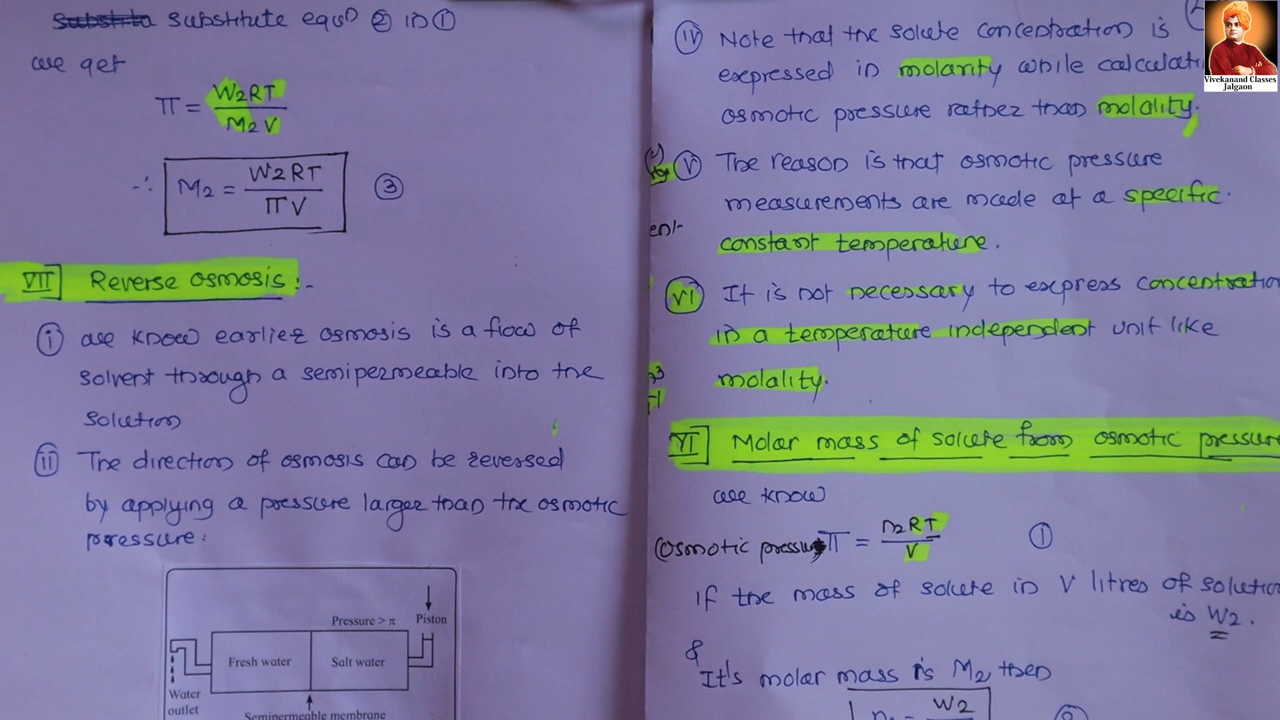 substitute equn ② in ①
we get
π = W2RT / M2 V
∴ M2 = W2RT / πV ③
VII] Reverse osmosis :-
i we know earlier osmosis is a flow of
solvent through a semipermeable into the
solution
ii The direction of osmosis can be reversed
by applying a pressure larger than the osmotic
pressure.
Pressure > π Piston
Fresh water Salt water
Water
outlet
Semipermeable membrane
iv Note that the solute concentration is
expressed in molarity while calculati
osmotic pressure rather than molality.
v The reason is that osmotic pressure
measurements are made at a specific
constant temperature.
vi It is not necessary to express concentration
in a temperature independent unit like
molality.
VI] Molar mass of solute from osmotic pressure
we know
(osmotic pressure π = n2RT / V ①
If the mass of solute in V litres of solution
is W2.
& It's molar mass is M2 then
W2
Vivekanand Classes
Jalgaon